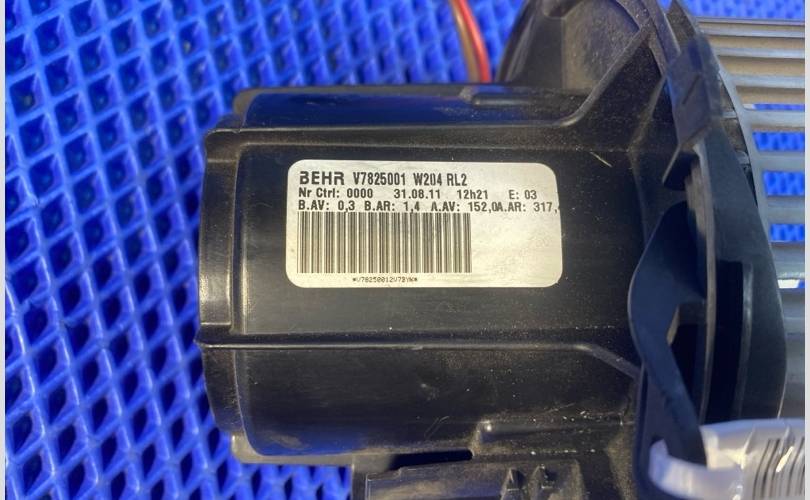 BEHR V7825001 W204 RL2
Nr Ctrl: 0000 31.08.11 12h21 E: 03
B.AV: 0,3 B.AR: 1,4 A.AV: 152,0A.AR: 317,